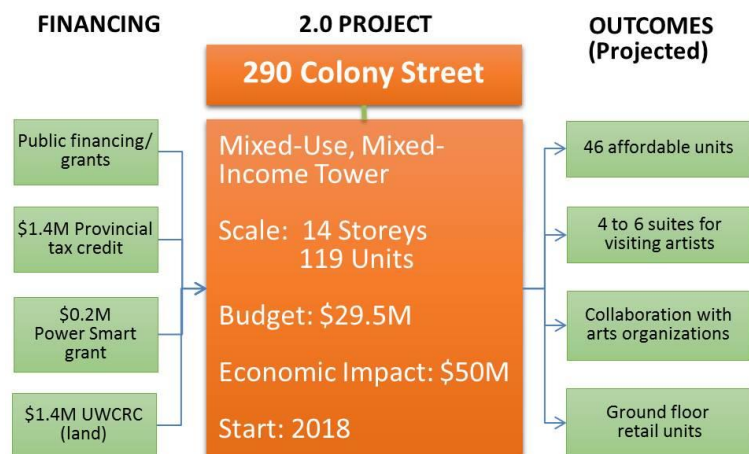 FINANCING
2.0 PROJECT
OUTCOMES
(Projected)
290 Colony Street
Public financing/
grants
$1.4M Provincial
tax credit
$0.2M
Power Smart
grant
$1.4M UWCRC
(land)
Mixed-Use, Mixed-
Income Tower
Scale: 14 Storeys
119 Units
Budget: $29.5M
Economic Impact: $50M
Start: 2018
46 affordable units
4 to 6 suites for
visiting artists
Collaboration with
arts organizations
Ground floor
retail units